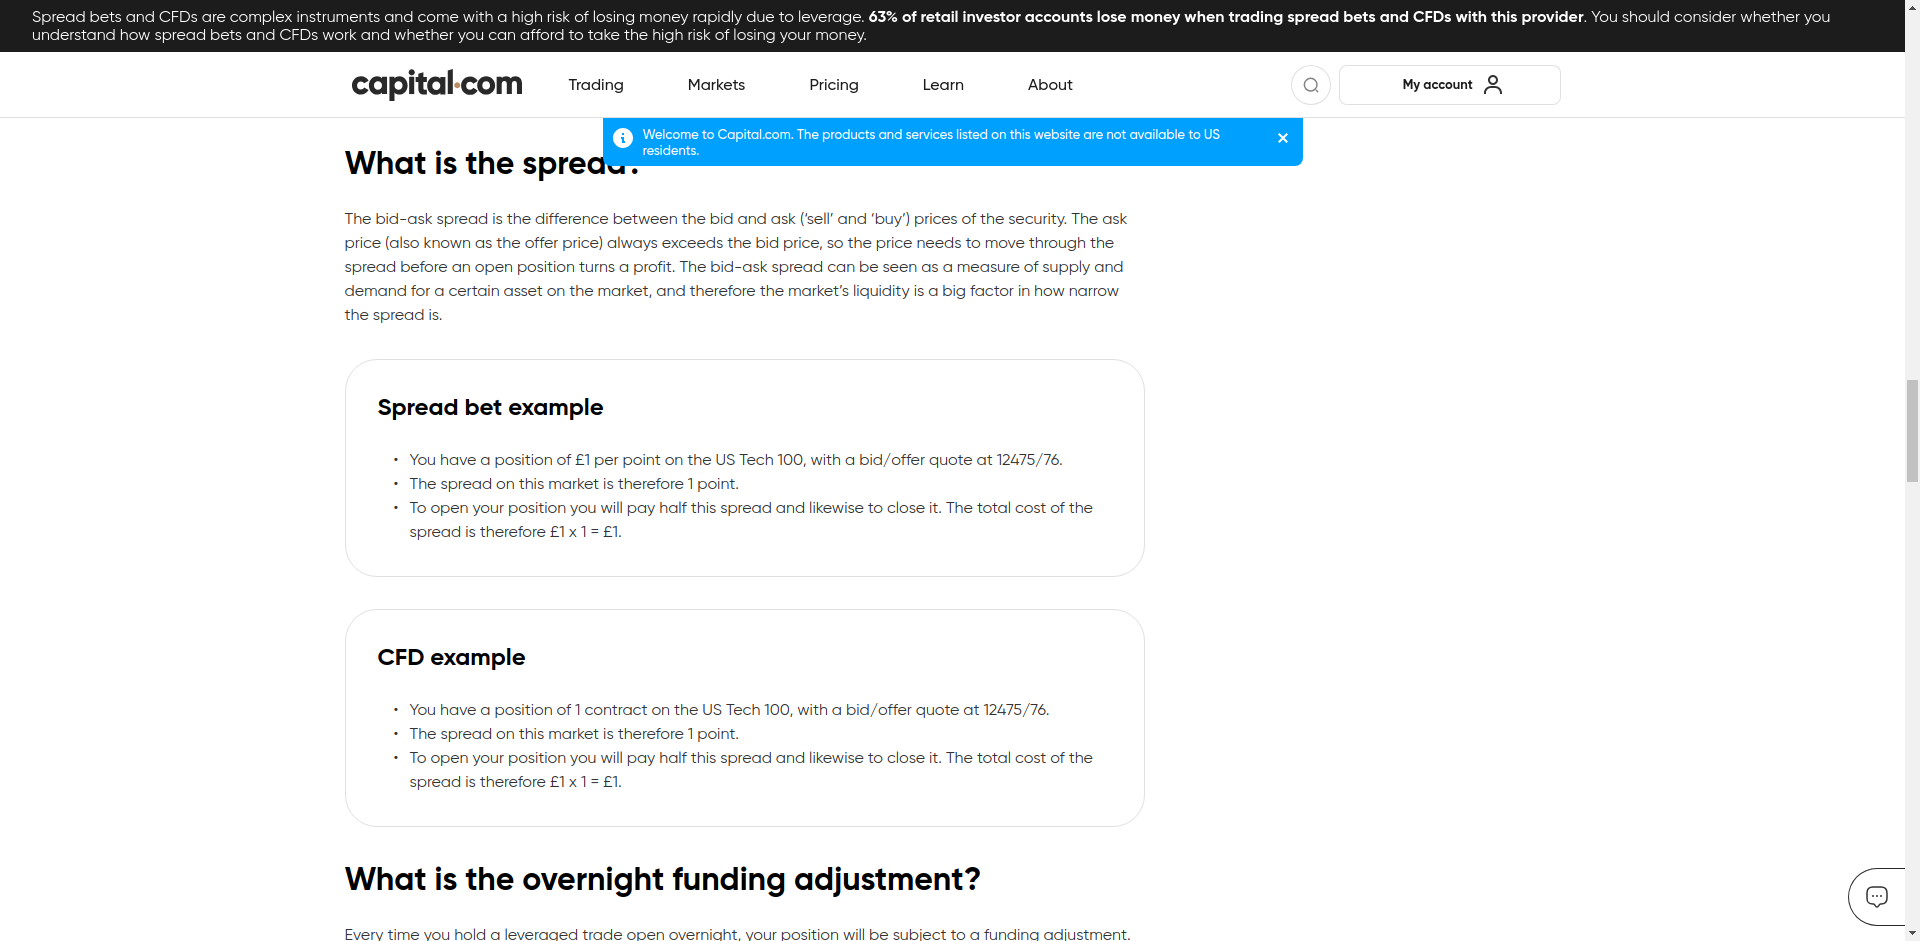 Spread bets and CFDs are complex instruments and come with a high risk of losing money rapidly due to leverage. 63% of retail investor accounts lose money when trading spread bets and CFDs with this provider. You should consider whether you
understand how spread bets and CFDs work and whether you can afford to take the high risk of losing your money.
capital.com
Trading
Markets
Pricing
Learn
About
My account
Welcome to Capital.com. The products and services listed on this website are not available to US
residents.
What is the spread?
The bid-ask spread is the difference between the bid and ask (‘sell’ and ‘buy’) prices of the security. The ask
price (also known as the offer price) always exceeds the bid price, so the price needs to move through the
spread before an open position turns a profit. The bid-ask spread can be seen as a measure of supply and
demand for a certain asset on the market, and therefore the market’s liquidity is a big factor in how narrow
the spread is.
Spread bet example
• You have a position of £1 per point on the US Tech 100, with a bid/offer quote at 12475/76.
• The spread on this market is therefore 1 point.
• To open your position you will pay half this spread and likewise to close it. The total cost of the
spread is therefore £1 x 1 = £1.
CFD example
• You have a position of 1 contract on the US Tech 100, with a bid/offer quote at 12475/76.
• The spread on this market is therefore 1 point.
• To open your position you will pay half this spread and likewise to close it. The total cost of the
spread is therefore £1 x 1 = £1.
What is the overnight funding adjustment?
Every time you hold a leveraged trade open overnight, your position will be subject to a funding adjustment.